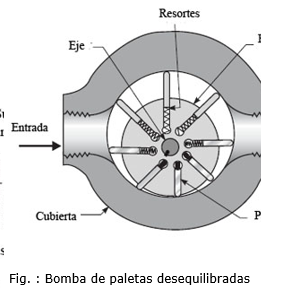 Resortes
Eje
Entrada
Cubierta
P
Fig. : Bomba de paletas desequilibradas